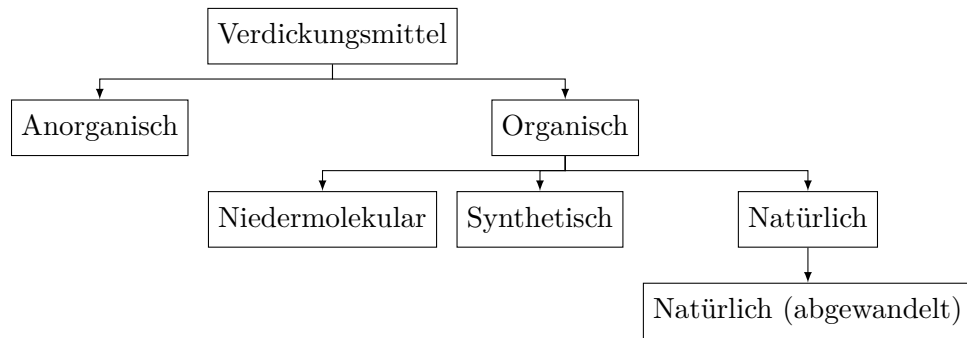 Verdickungsmittel
Anorganisch
Organisch
Niedermolekular
Synthetisch
Natürlich
Natürlich (abgewandelt)